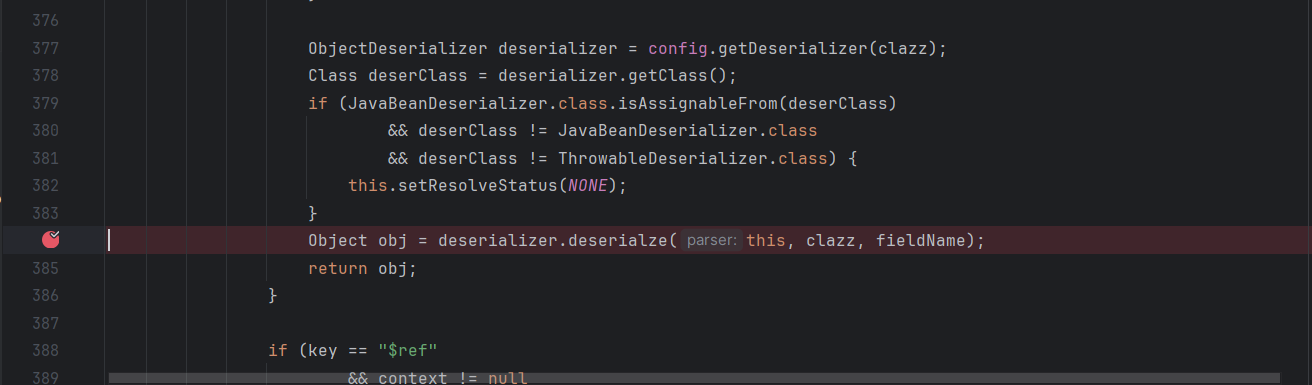 376
377 ObjectDeserializer deserializer = config.getDeserializer(clazz);
378 Class deserClass = deserializer.getClass();
379 if (JavaBeanDeserializer.class.isAssignableFrom(deserClass)
380 && deserClass != JavaBeanDeserializer.class
381 && deserClass != ThrowableDeserializer.class) {
382 this.setResolveStatus(NONE);
383 }
Object obj = deserializer.deserialze( parser: this, clazz, fieldName);
385 return obj;
386 }
387
388 if (key == "$ref"
389 && context != null